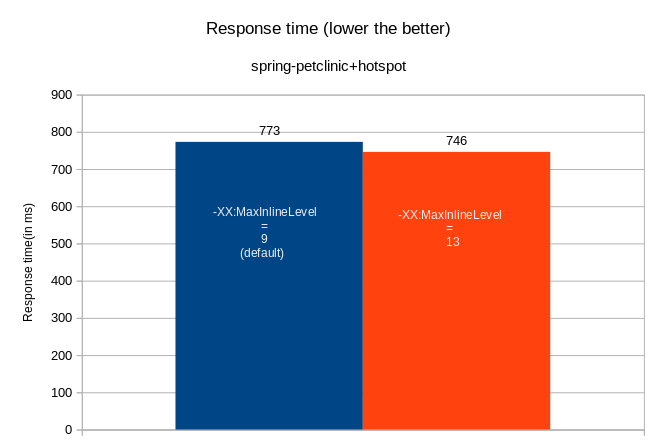 Response time (lower the better)
spring-petclinic+hotspot
900
800
700
600
500
400
300
200
100
0
Response time(in ms)
773
746
-XX:MaxInlineLevel
=
9
(default)
-XX:MaxInlineLevel
=
13